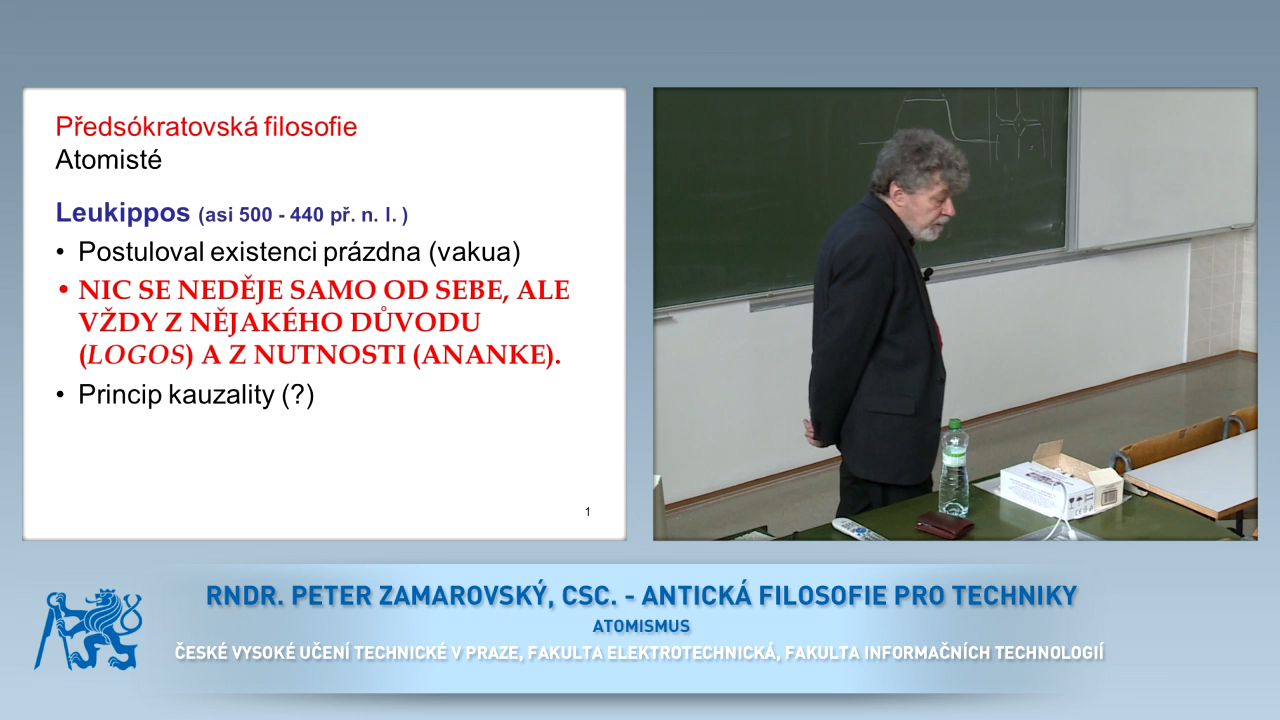 Předsókratovská filosofie
Atomisté
Leukippos (asi 500 - 440 př. n. l. )
• Postuloval existenci prázdna (vakua)
• NIC SE NEDĚJE SAMO OD SEBE, ALE
VŽDY Z NĚJAKÉHO DŮVODU
(LOGOS) A Z NUTNOSTI (ANANKE).
• Princip kauzality (?)
1
RNDR. PETER ZAMAROVSKÝ, CSC. - ANTICKÁ FILOSOFIE PRO TECHNIKY
ATOMISMUS
ČESKÉ VYSOKÉ UČENÍ TECHNICKÉ V PRAZE, FAKULTA ELEKTROTECHNICKÁ, FAKULTA INFORMAČNÍCH TECHNOLOGIÍ